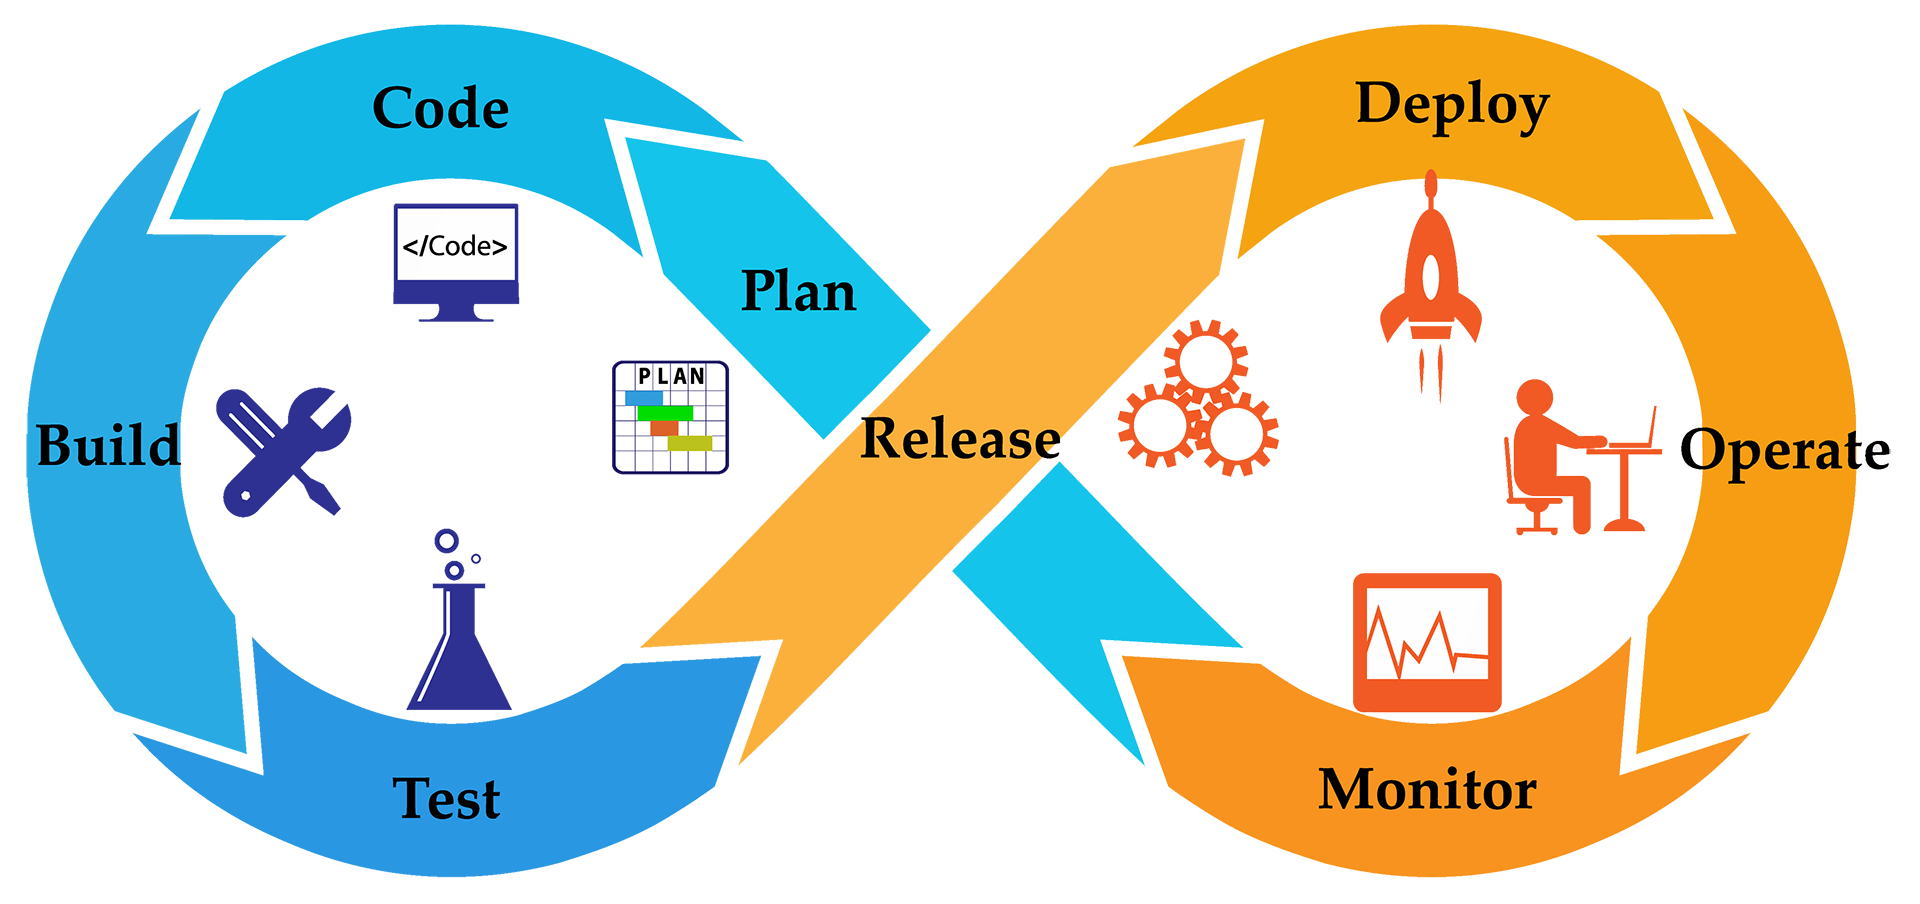 Code
Deploy
</Code>
Plan
PLAN
Build
Release
Operate
Test
Monitor